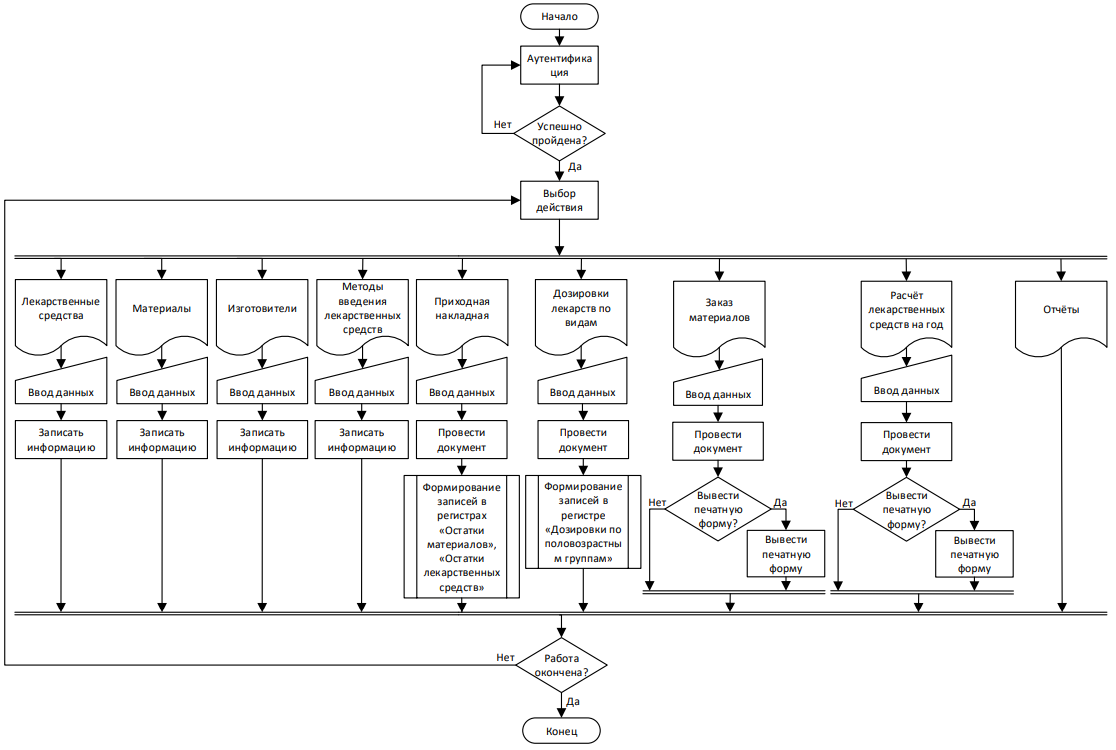 Начало
Аутентифика
ция
Успешно
пройдена?
Нет
Да
Выбор
действия
Лекарственные
средства
Материалы
Изготовители
Методы
введения
лекарственных
средств
Приходная
накладная
Дозировки
лекарств по
видам
Заказ
материалов
Расчёт
лекарственных
средств на год
Отчёты
Ввод данных
Ввод данных
Ввод данных
Ввод данных
Ввод данных
Ввод данных
Ввод данных
Ввод данных
Записать
информацию
Записать
информацию
Записать
информацию
Записать
информацию
Провести
документ
Провести
документ
Провести
документ
Провести
документ
Формирование
записей в
регистрах
«Остатки
материалов»,
«Остатки
лекарственных
средств»
Формирование
записей в
регистре
«Дозировки по
половозрастны
м группам»
Нет
Вывести
печатную
форму?
Да
Вывести
печатную
форму
Нет
Вывести
печатную
форму?
Да
Вывести
печатную
форму
Нет
Работа
окончена?
Да
Конец